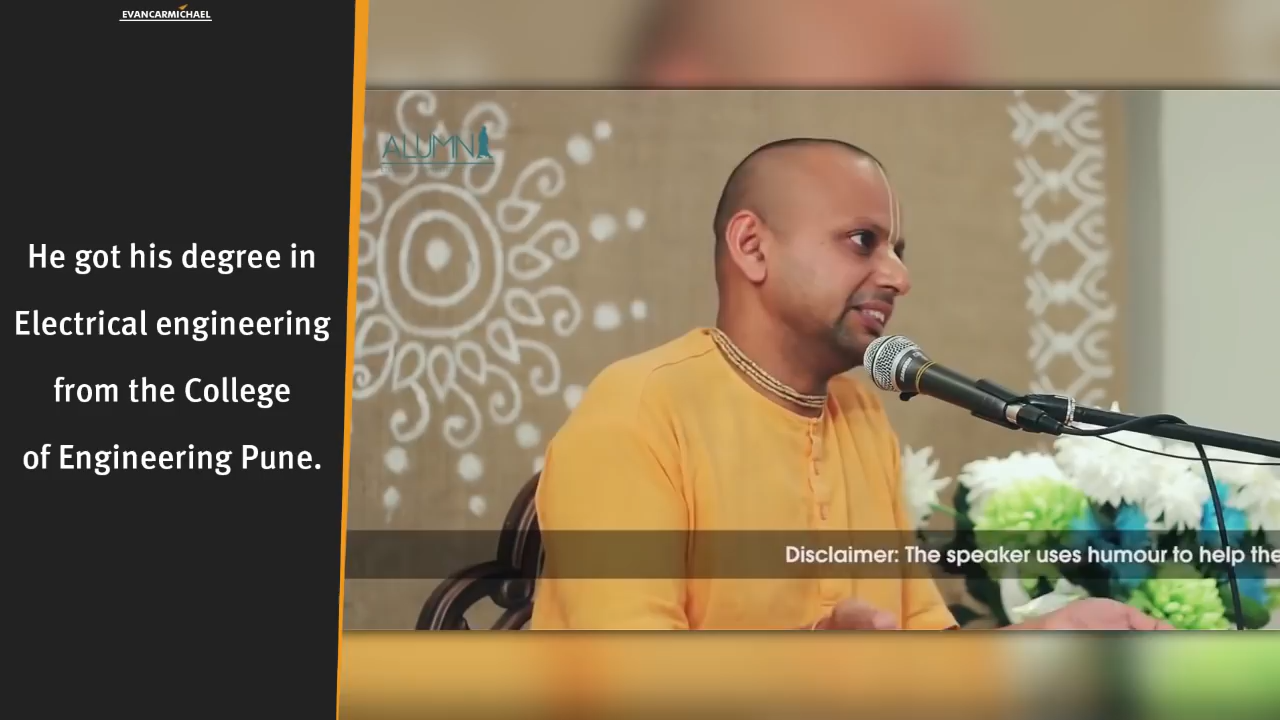 EVANCARMICHAEL
He got his degree in
Electrical engineering
from the College
of Engineering Pune.
ALUMNI
Disclaimer: The speaker uses humour to help the